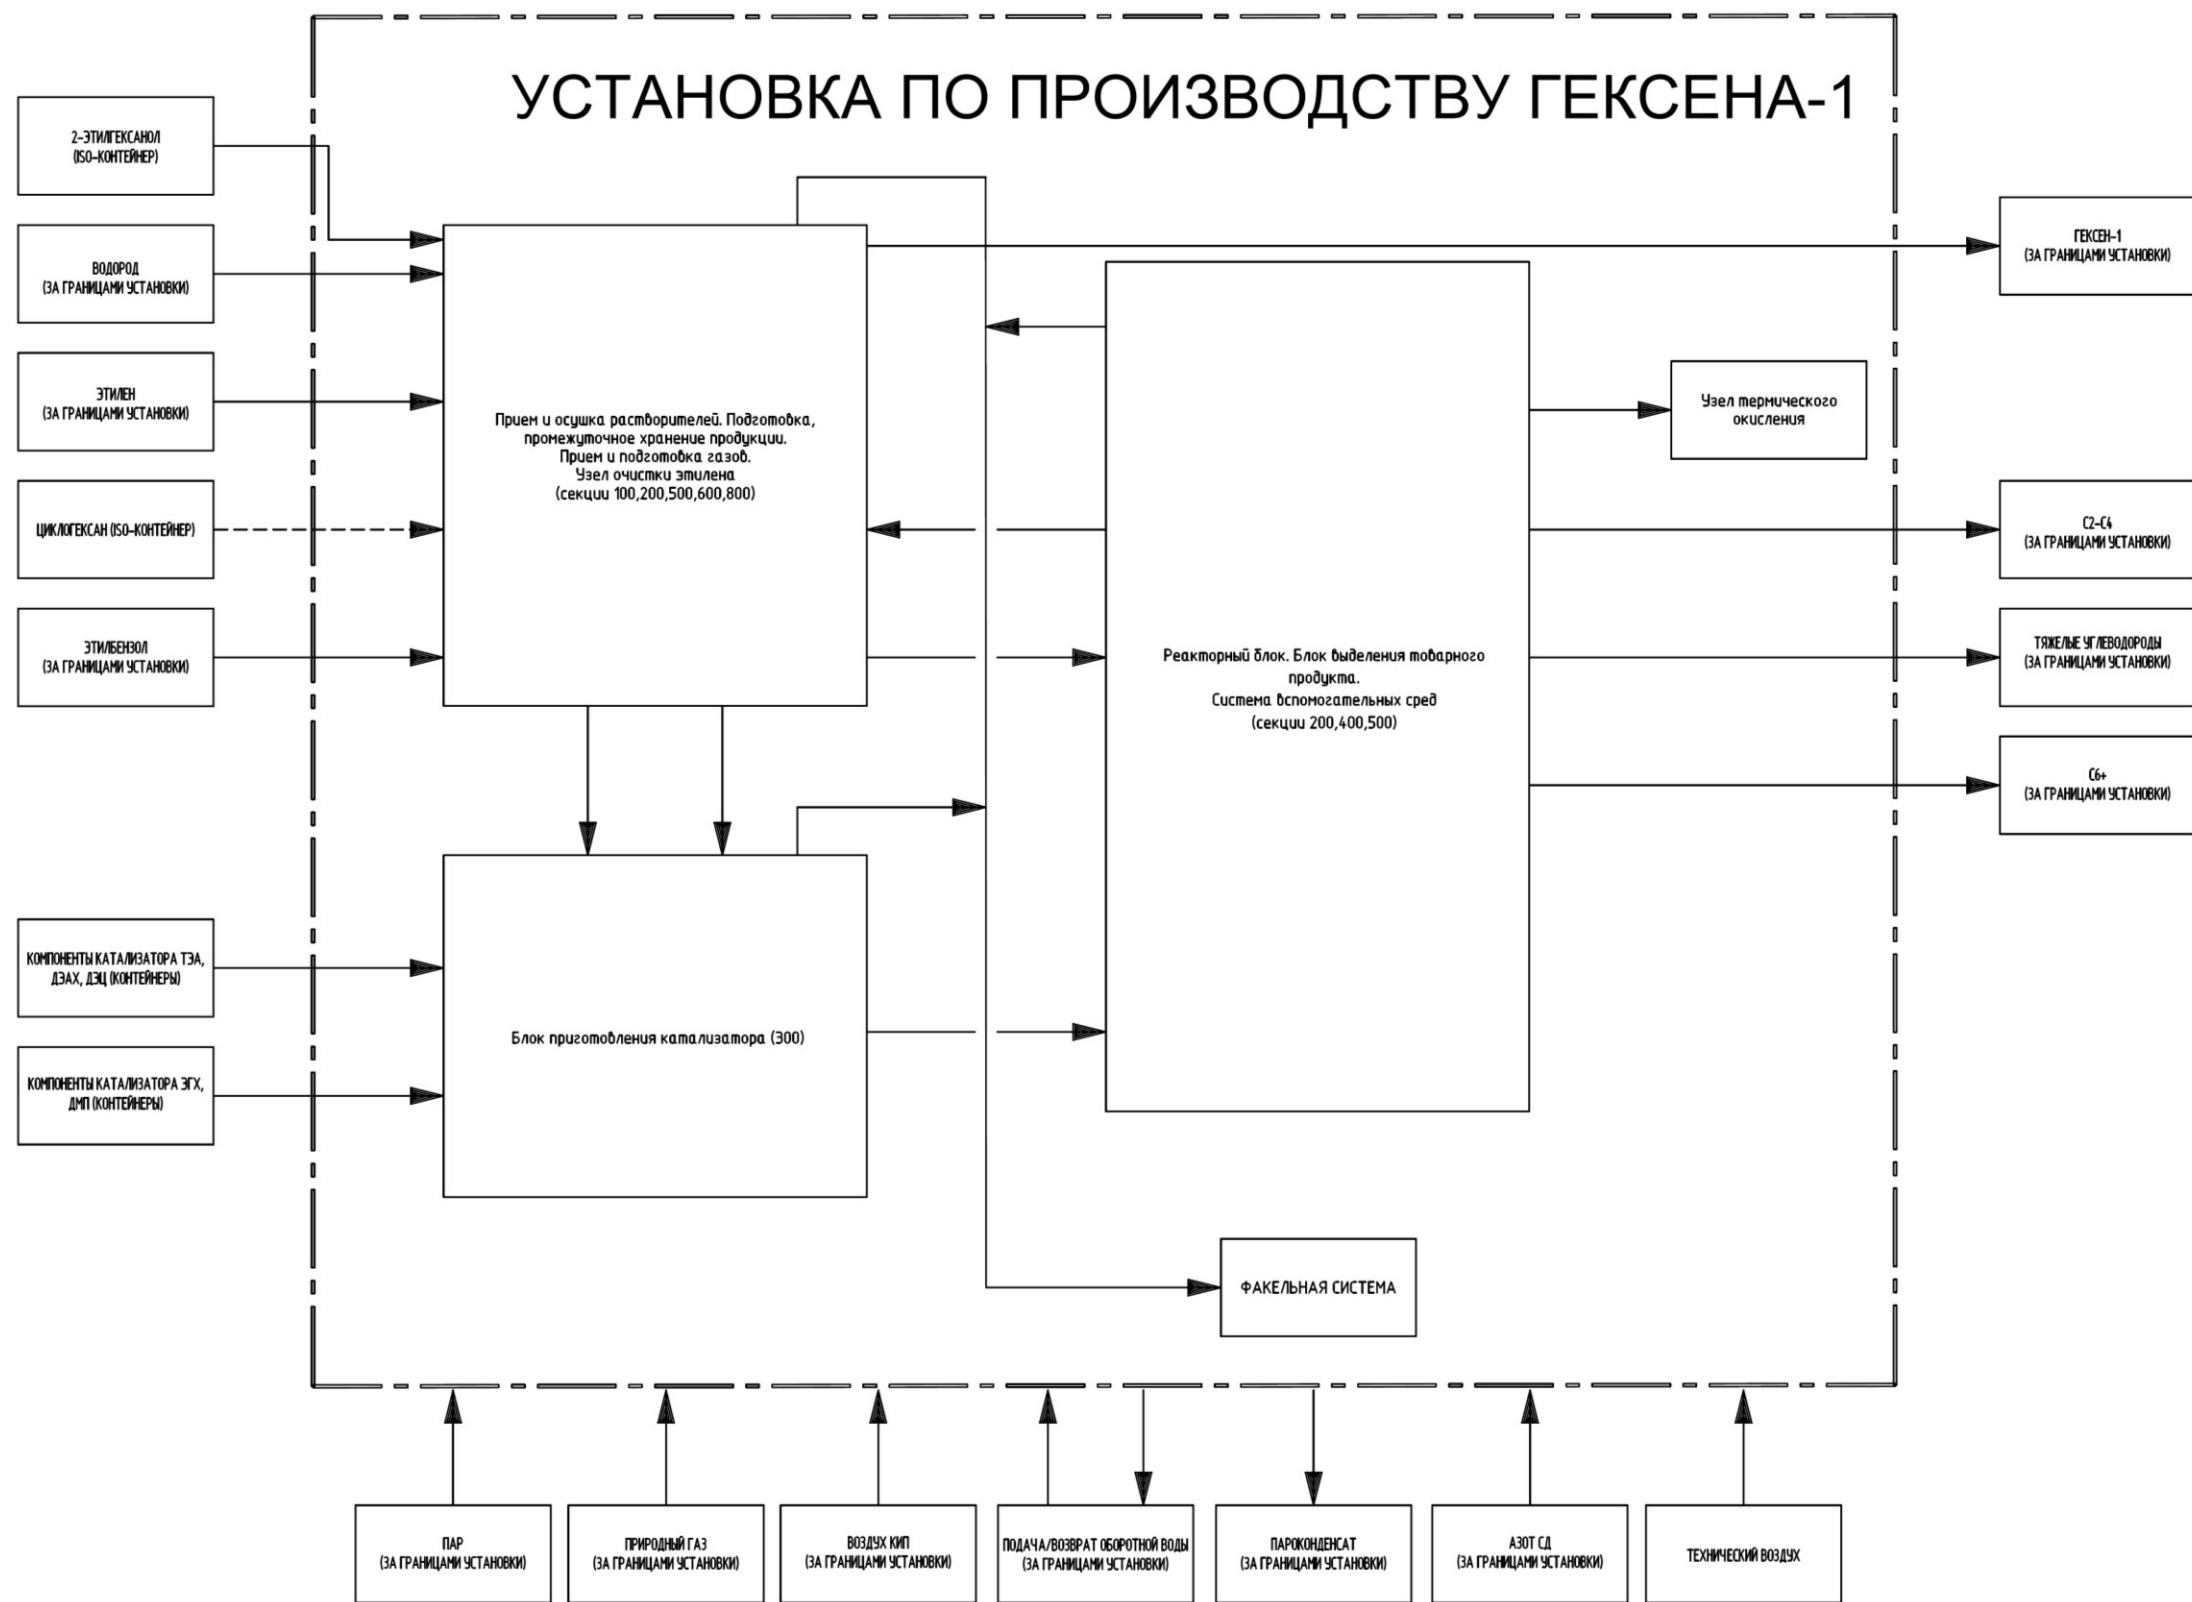 УСТАНОВКА ПО ПРОИЗВОДСТВУ ГЕКСЕНА-1
2-ЭТИЛГЕКСАНОЛ
(ISO-КОНТЕЙНЕР)
ВОДОРОД
(ЗА ГРАНИЦАМИ УСТАНОВКИ)
ЭТИЛЕН
(ЗА ГРАНИЦАМИ УСТАНОВКИ)
ЦИКЛОГЕКСАН (ISO-КОНТЕЙНЕР)
ЭТИЛБЕНЗОЛ
(ЗА ГРАНИЦАМИ УСТАНОВКИ)
КОМПОНЕНТЫ КАТАЛИЗАТОРА ТЭА,
ДЭАХ, ДЭЦ (КОНТЕЙНЕРЫ)
КОМПОНЕНТЫ КАТАЛИЗАТОРА ЭГХ,
ДМП (КОНТЕЙНЕРЫ)
Прием и осушка растворителей. Подготовка,
промежуточное хранение продукции.
Прием и подготовка газов.
Узел очистки этилена
(секции 100,200,500,600,800)
Блок приготовления катализатора (300)
Реакторный блок. Блок выделения товарного
продукта.
Система вспомогательных сред
(секции 200,400,500)
Узел термического
окисления
ФАКЕЛЬНАЯ СИСТЕМА
ГЕКСЕН-1
(ЗА ГРАНИЦАМИ УСТАНОВКИ)
С2-С4
(ЗА ГРАНИЦАМИ УСТАНОВКИ)
ТЯЖЕЛЫЕ УГЛЕВОДОРОДЫ
(ЗА ГРАНИЦАМИ УСТАНОВКИ)
С6+
(ЗА ГРАНИЦАМИ УСТАНОВКИ)
ПАР
(ЗА ГРАНИЦАМИ УСТАНОВКИ)
ПРИРОДНЫЙ ГАЗ
(ЗА ГРАНИЦАМИ УСТАНОВКИ)
ВОЗДУХ КИП
(ЗА ГРАНИЦАМИ УСТАНОВКИ)
ПОДАЧА/ВОЗВРАТ ОБОРОТНОЙ ВОДЫ
(ЗА ГРАНИЦАМИ УСТАНОВКИ)
ПАРОКОНДЕНСАТ
(ЗА ГРАНИЦАМИ УСТАНОВКИ)
АЗОТ СД
(ЗА ГРАНИЦАМИ УСТАНОВКИ)
ТЕХНИЧЕСКИЙ ВОЗДУХ